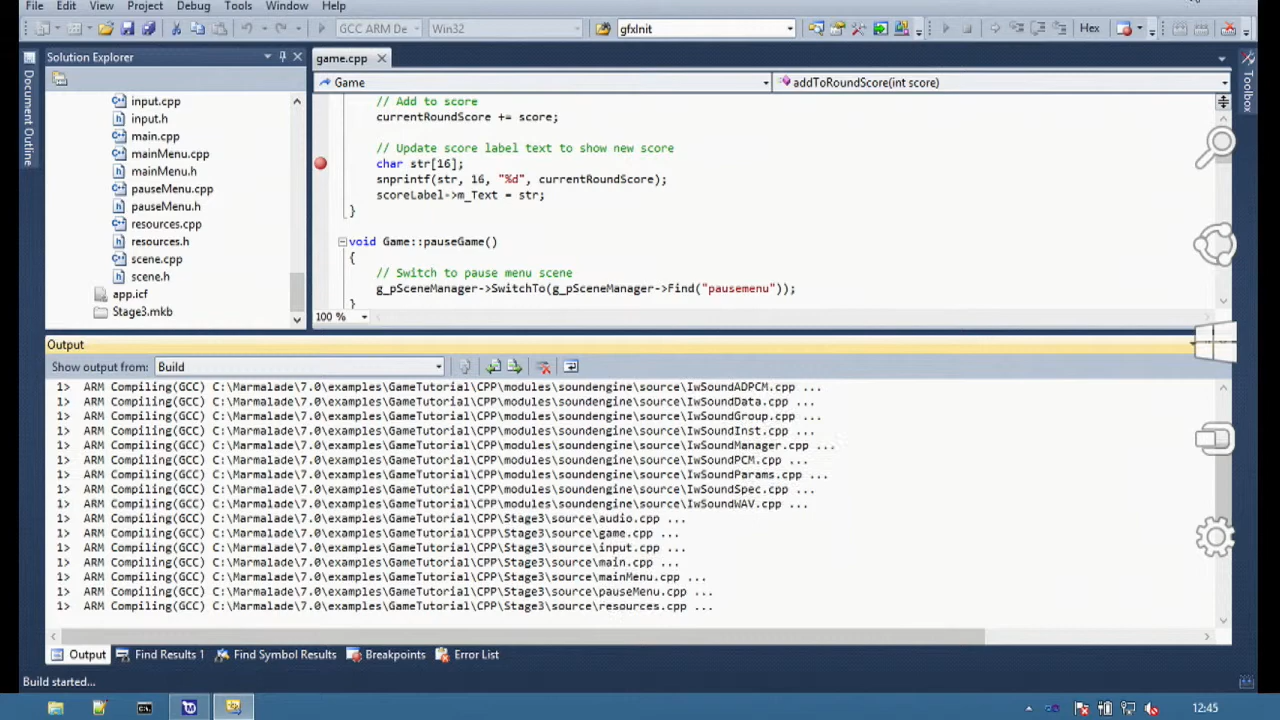 File Edit View Project Debug Tools Window Help
GCC ARM De Win32 gfxInit Hex
Document Outline
Solution Explorer
input.cpp
input.h
main.cpp
mainMenu.cpp
mainMenu.h
pauseMenu.cpp
pauseMenu.h
resources.cpp
resources.h
scene.cpp
scene.h
app.icf
Stage3.mkb
game.cpp
Game addToRoundScore(int score)
// Add to score
currentRoundScore += score;
// Update score label text to show new score
char str[16];
snprintf(str, 16, "%d", currentRoundScore);
scoreLabel->m_Text = str;
}
void Game::pauseGame()
{
// Switch to pause menu scene
g_pSceneManager->SwitchTo(g_pSceneManager->Find("pausemenu"));
}
100 %
Toolbox
Output
Show output from: Build
1> ARM Compiling(GCC) C:\Marmalade\7.0\examples\GameTutorial\CPP\modules\soundengine\source\IwSoundADPCM.cpp ...
1> ARM Compiling(GCC) C:\Marmalade\7.0\examples\GameTutorial\CPP\modules\soundengine\source\IwSoundData.cpp ...
1> ARM Compiling(GCC) C:\Marmalade\7.0\examples\GameTutorial\CPP\modules\soundengine\source\IwSoundGroup.cpp ...
1> ARM Compiling(GCC) C:\Marmalade\7.0\examples\GameTutorial\CPP\modules\soundengine\source\IwSoundInst.cpp ...
1> ARM Compiling(GCC) C:\Marmalade\7.0\examples\GameTutorial\CPP\modules\soundengine\source\IwSoundManager.cpp ...
1> ARM Compiling(GCC) C:\Marmalade\7.0\examples\GameTutorial\CPP\modules\soundengine\source\IwSoundPCM.cpp ...
1> ARM Compiling(GCC) C:\Marmalade\7.0\examples\GameTutorial\CPP\modules\soundengine\source\IwSoundParams.cpp ...
1> ARM Compiling(GCC) C:\Marmalade\7.0\examples\GameTutorial\CPP\modules\soundengine\source\IwSoundSpec.cpp ...
1> ARM Compiling(GCC) C:\Marmalade\7.0\examples\GameTutorial\CPP\modules\soundengine\source\IwSoundWAV.cpp ...
1> ARM Compiling(GCC) C:\Marmalade\7.0\examples\GameTutorial\CPP\Stage3\source\audio.cpp ...
1> ARM Compiling(GCC) C:\Marmalade\7.0\examples\GameTutorial\CPP\Stage3\source\game.cpp ...
1> ARM Compiling(GCC) C:\Marmalade\7.0\examples\GameTutorial\CPP\Stage3\source\input.cpp ...
1> ARM Compiling(GCC) C:\Marmalade\7.0\examples\GameTutorial\CPP\Stage3\source\main.cpp ...
1> ARM Compiling(GCC) C:\Marmalade\7.0\examples\GameTutorial\CPP\Stage3\source\mainMenu.cpp ...
1> ARM Compiling(GCC) C:\Marmalade\7.0\examples\GameTutorial\CPP\Stage3\source\pauseMenu.cpp ...
1> ARM Compiling(GCC) C:\Marmalade\7.0\examples\GameTutorial\CPP\Stage3\source\resources.cpp ...
Output Find Results 1 Find Symbol Results Breakpoints Error List
Build started...
12:45